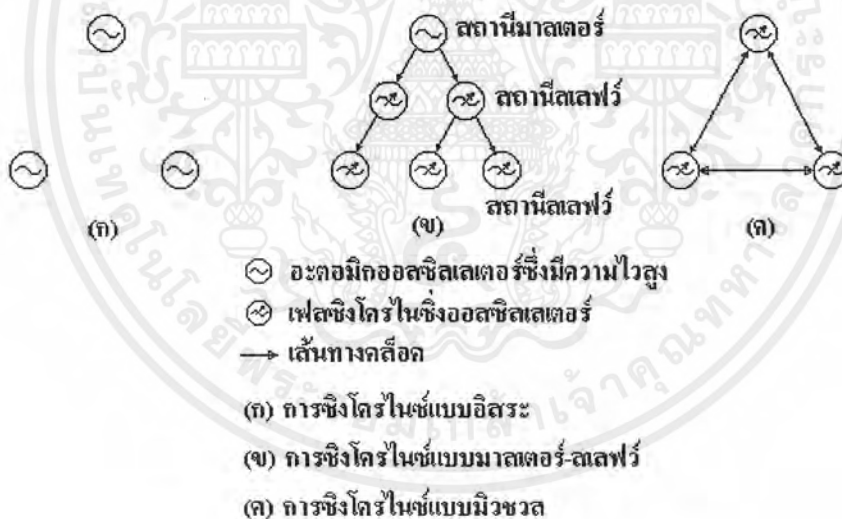 สถานีมาสเตอร์
สถานีสเลฟว์
สถานีสเลฟว์
(ก)
(ข)
(ค)
อะตอมิกออสซิลเลเตอร์ซึ่งมีความไวสูง
เฟสซิงโครไนซิ่งออสซิลเลเตอร์
เส้นทางคล็อค
(ก) การซิงโครไนซ์แบบอิสระ
(ข) การซิงโครไนซ์แบบมาสเตอร์-สเลฟว์
(ค) การซิงโครไนซ์แบบมิวชวล